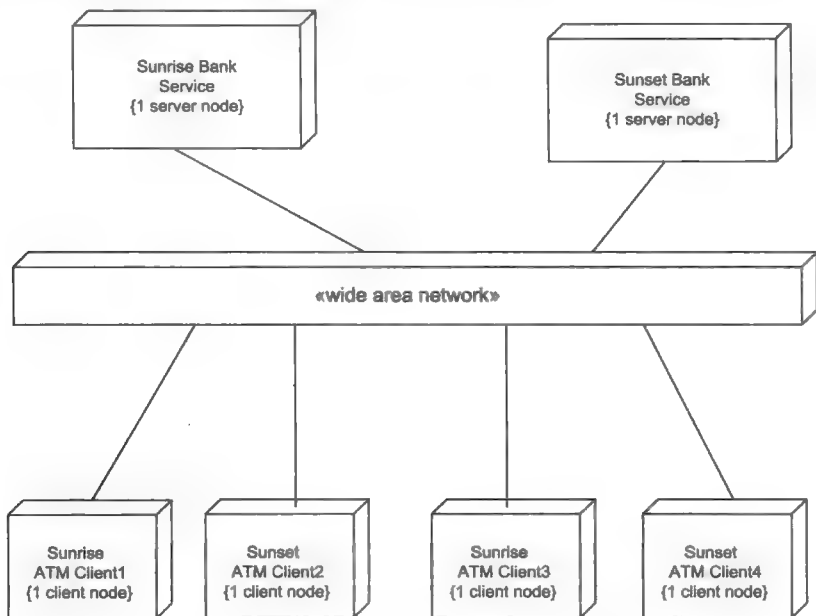 Sunrise Bank
Service
{1 server node}
Sunset Bank
Service
{1 server node}
«wide area network»
Sunrise
ATM Client1
{1 client node}
Sunset
ATM Client2
{1 client node}
Sunrise
ATM Client3
{1 client node}
Sunset
ATM Client4
{1 client node}